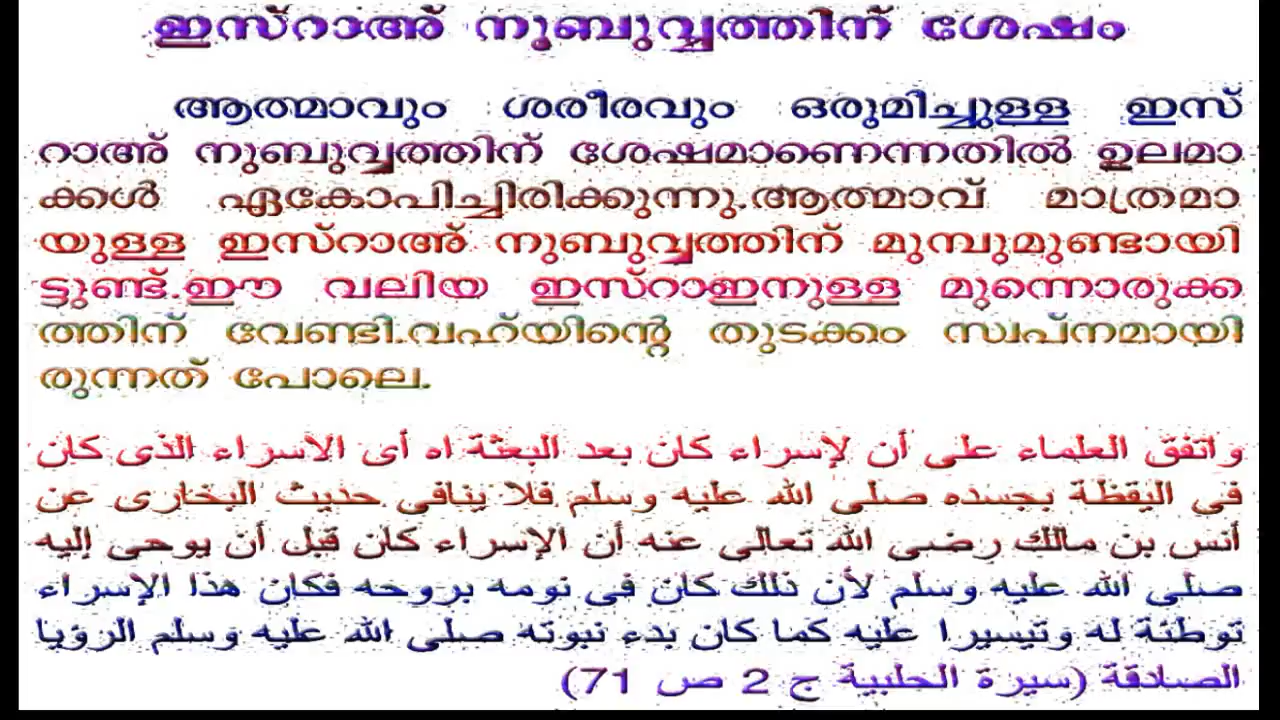 ഇസ്റാഅ് നുബുവ്വത്തിന് ശേഷം
ആത്മാവും ശരീരവും ഒരുമിച്ചുള്ള ഇസ്
റാഅ് നുബുവ്വത്തിന് ശേഷമാണെന്നതിൽ ഉലമാ
ക്കൾ ഏകോപിച്ചിരിക്കുന്നു.ആത്മാവ് മാത്രമാ
യുള്ള ഇസ്റാഅ് നുബുവ്വത്തിന് മുമ്പുമുണ്ടായി
ട്ടുണ്ട്.ഈ വലിയ ഇസ്റാഇനുള്ള മുന്നൊരുക്ക
ത്തിന് വേണ്ടി.വഹ്‌യിന്റെ തുടക്കം സ്വപ്നമായി
രുന്നത് പോലെ.
واتفق العلماء على أن لإسراء كان بعد البعثة اه أى الاسراء الذى كان
فى اليقظة بجسده صلى الله عليه وسلم فلا ينافى حديث البخارى عن
أنس بن مالك رضى الله تعالى عنه أن الإسراء كان قبل أن يوحى إليه
صلى الله عليه وسلم لأن ذلك كان فى نومه بروحه فكان هذا الإسراء
توطئة له وتيسيرا عليه كما كان بدء نبوته صلى الله عليه وسلم الرؤيا
الصادقة (سيرة الحلبية ج 2 ص 71)